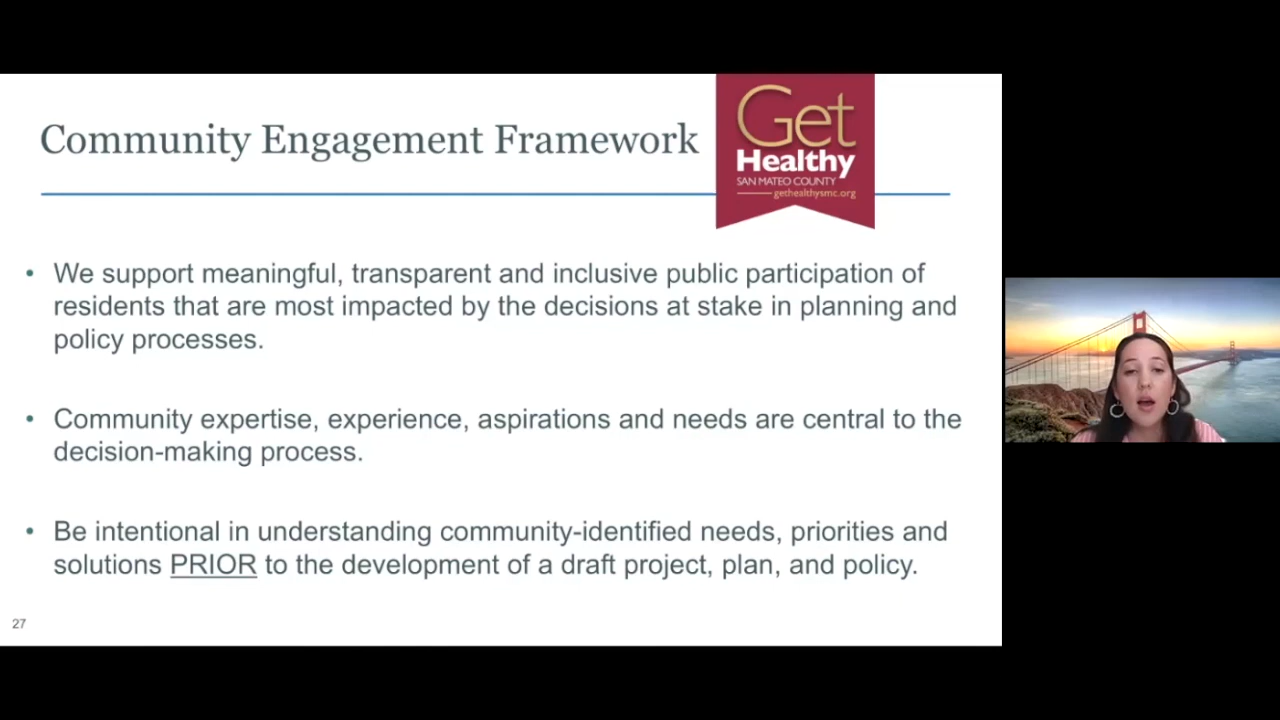 Community Engagement Framework
Get
Healthy
SAN MATEO COUNTY
gethealthysmc.org
• We support meaningful, transparent and inclusive public participation of
residents that are most impacted by the decisions at stake in planning and
policy processes.
• Community expertise, experience, aspirations and needs are central to the
decision-making process.
• Be intentional in understanding community-identified needs, priorities and
solutions PRIOR to the development of a draft project, plan, and policy.
27